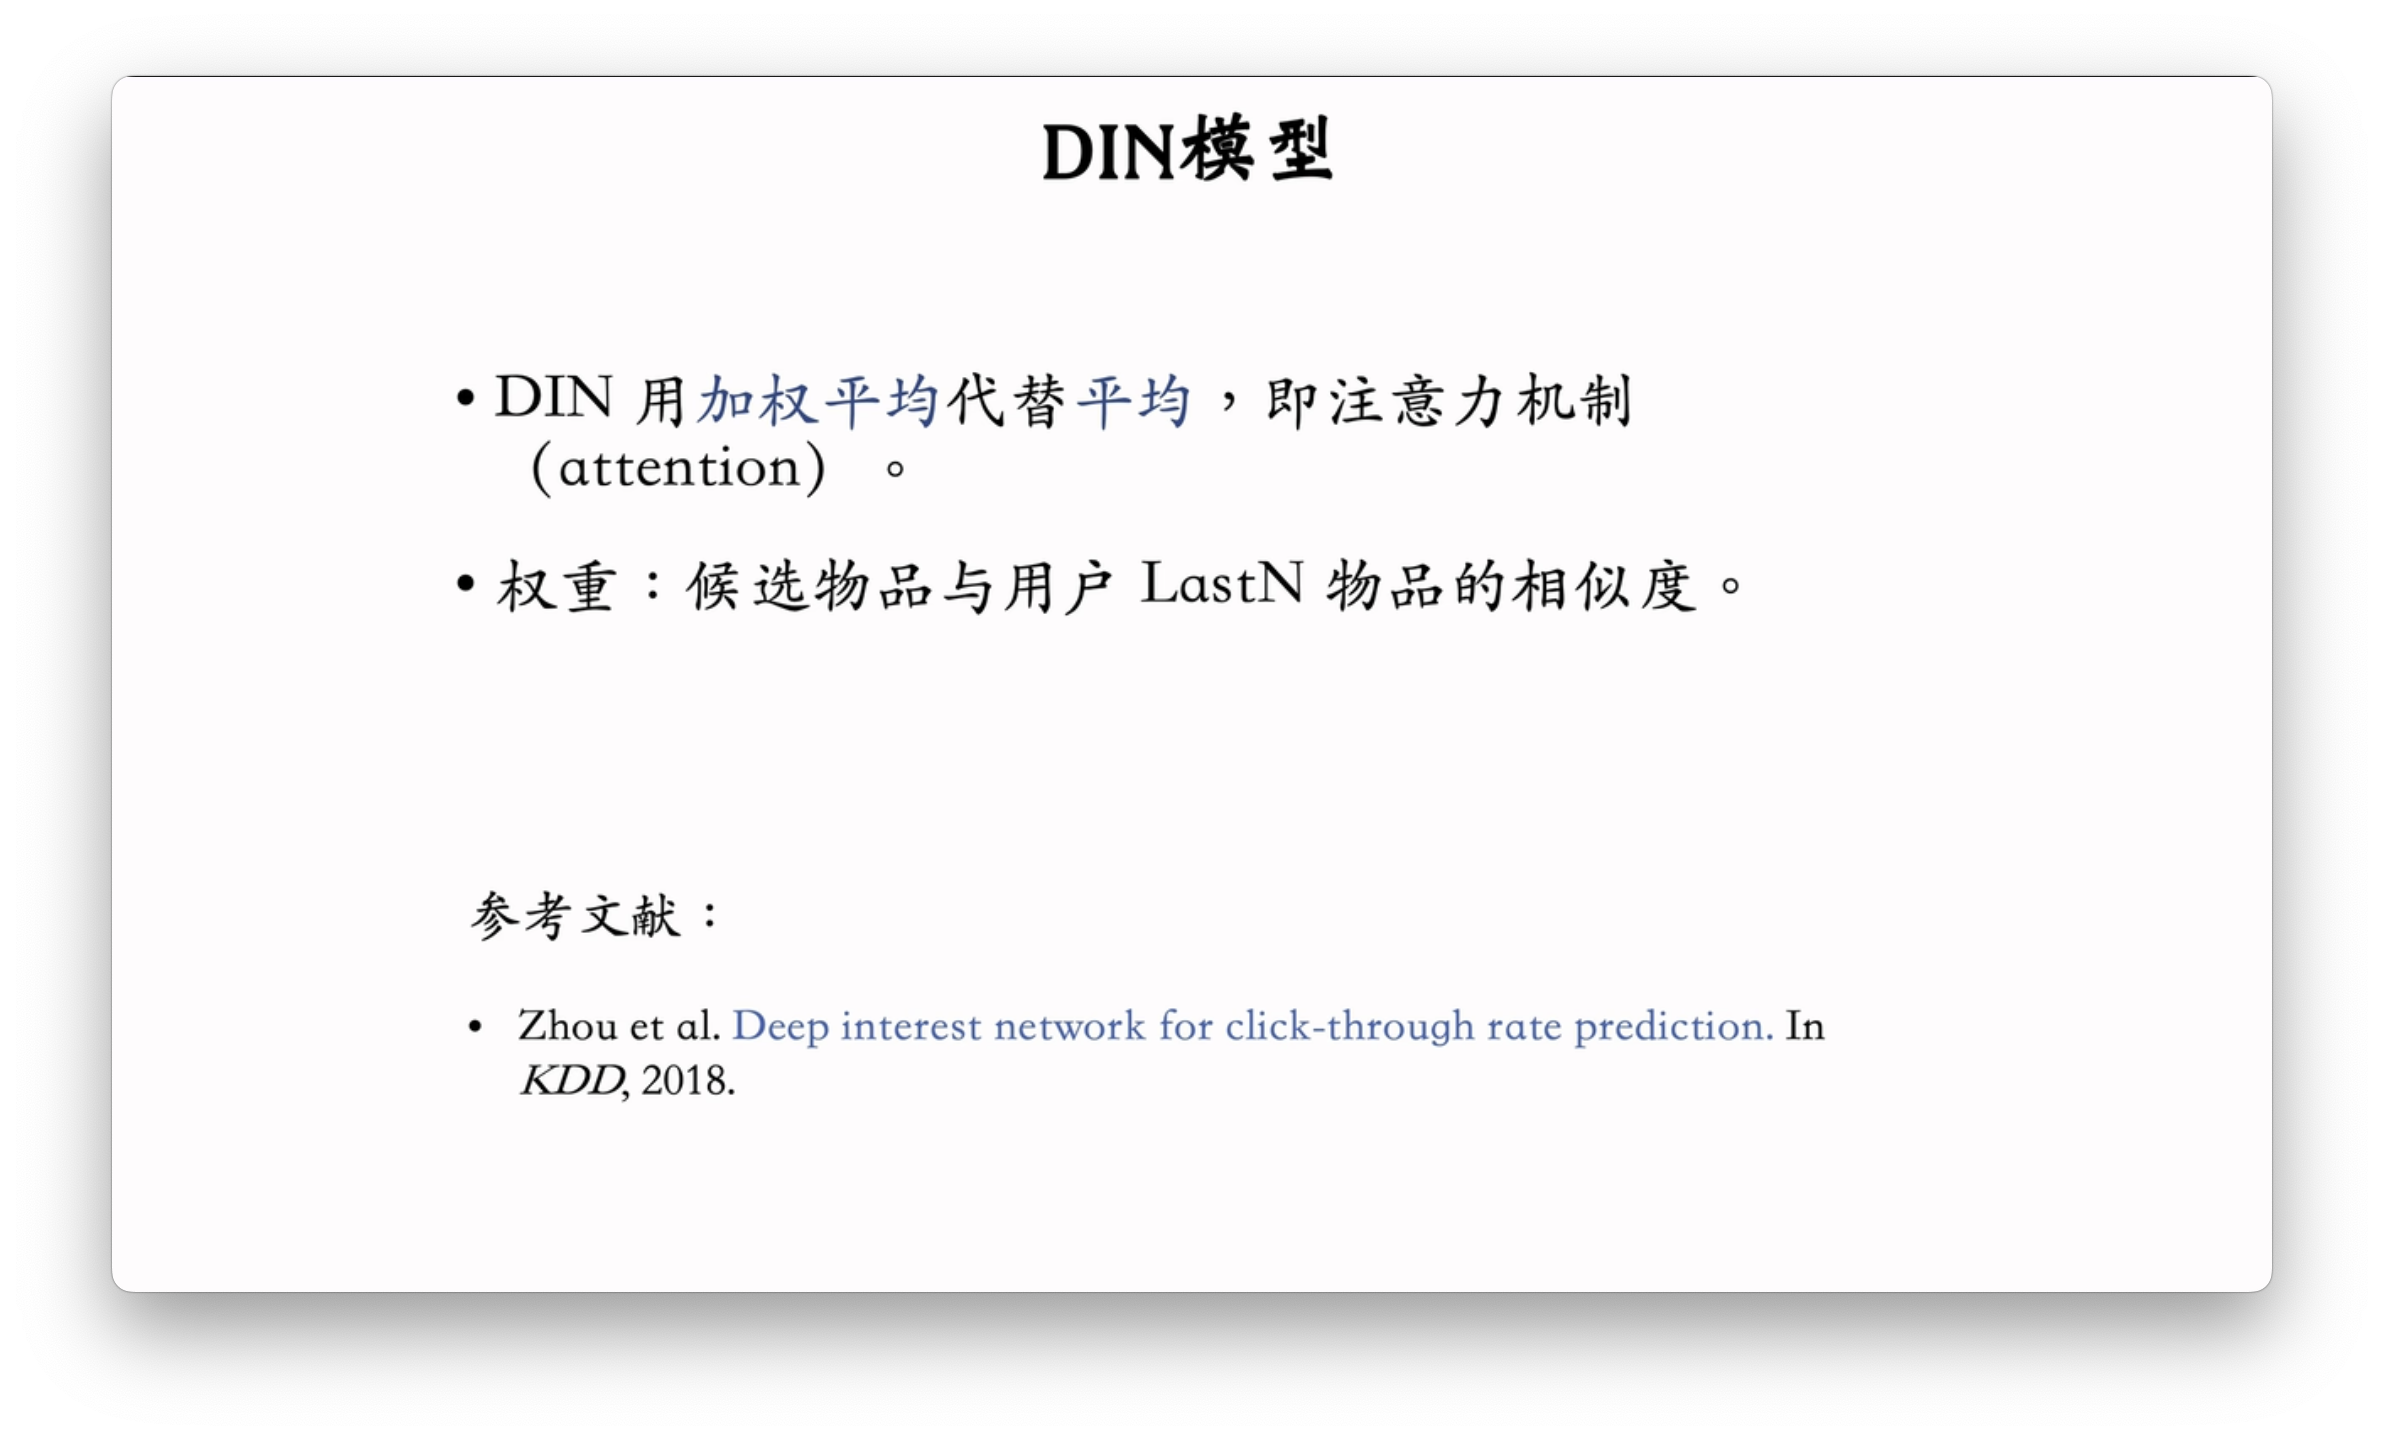 DIN模型
• DIN 用加权平均代替平均，即注意力机制
（attention）。
• 权重：候选物品与用户 LastN 物品的相似度。
参考文献：
• Zhou et al. Deep interest network for click-through rate prediction. In
KDD, 2018.